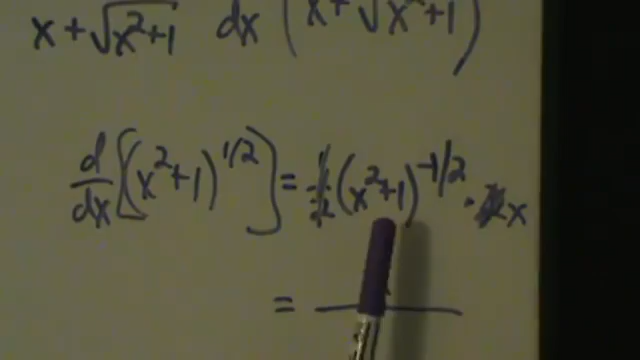 x + √x²+1 d/dx (x + √x²+1)
d/dx [(x²+1)^1/2] = 1/2 (x²+1)^-1/2 · 2x
=